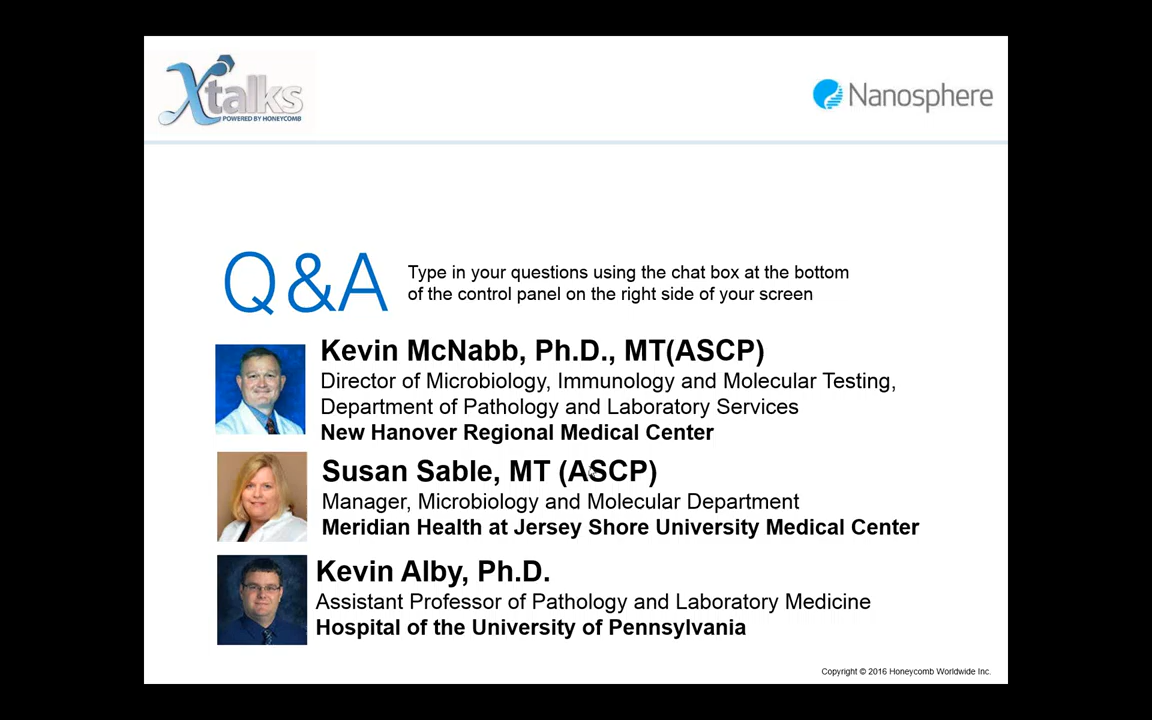 Xtalks
POWERED BY HONEYCOMB
Nanosphere
Q&A
Type in your questions using the chat box at the bottom
of the control panel on the right side of your screen
Kevin McNabb, Ph.D., MT(ASCP)
Director of Microbiology, Immunology and Molecular Testing,
Department of Pathology and Laboratory Services
New Hanover Regional Medical Center
Susan Sable, MT (ASCP)
Manager, Microbiology and Molecular Department
Meridian Health at Jersey Shore University Medical Center
Kevin Alby, Ph.D.
Assistant Professor of Pathology and Laboratory Medicine
Hospital of the University of Pennsylvania
Copyright © 2016 Honeycomb Worldwide Inc.